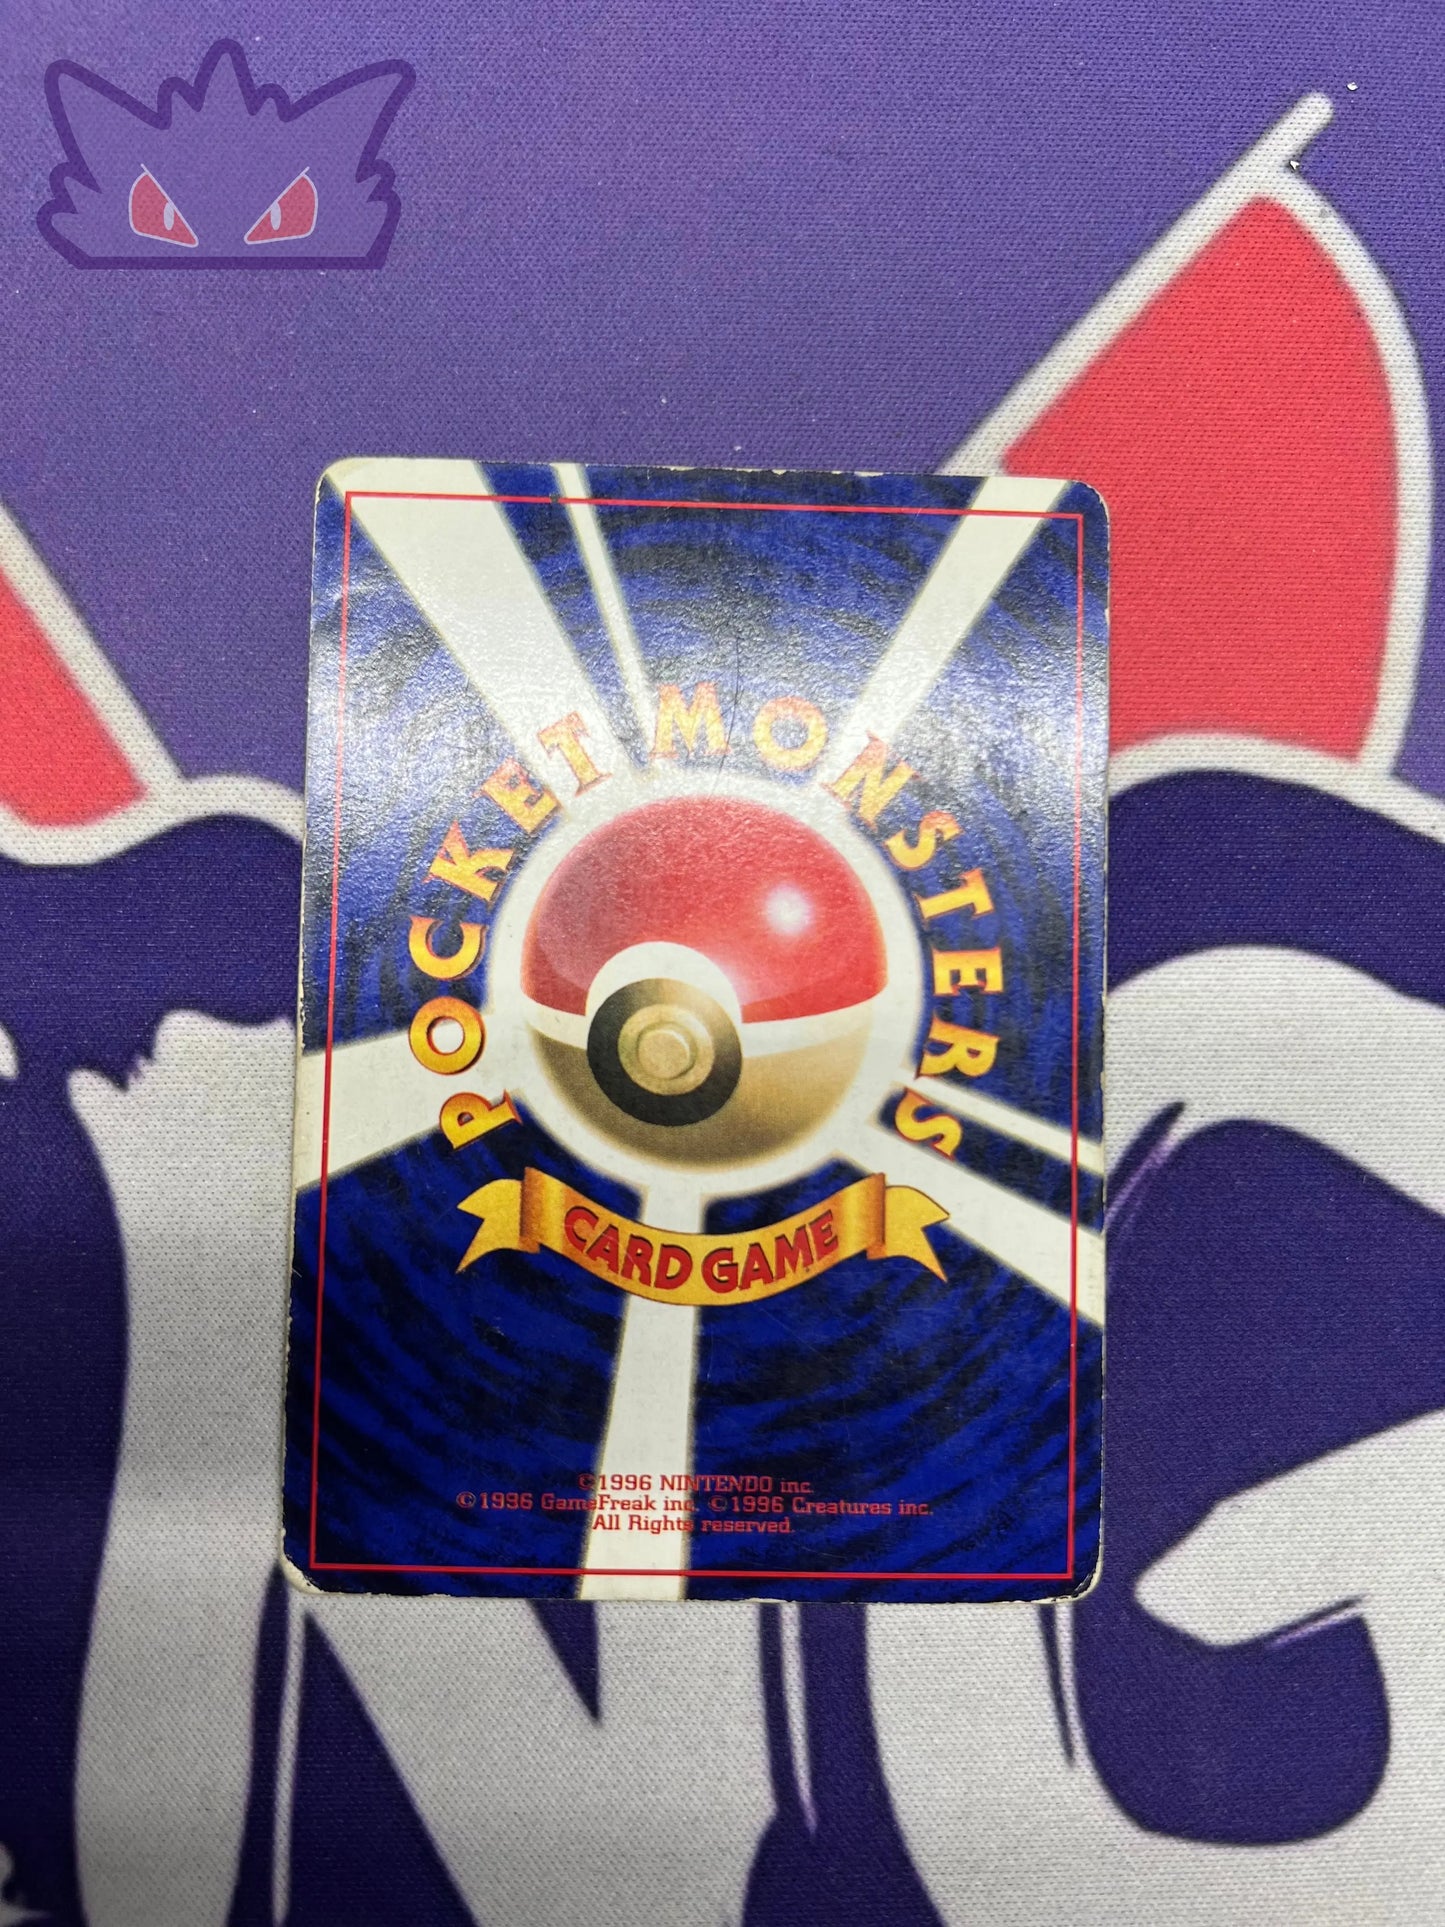 POCKET MONSTERS
CARD GAME
©1996 NINTENDO inc.
©1996 GameFreak inc. ©1996 Creatures inc.
All Rights reserved.